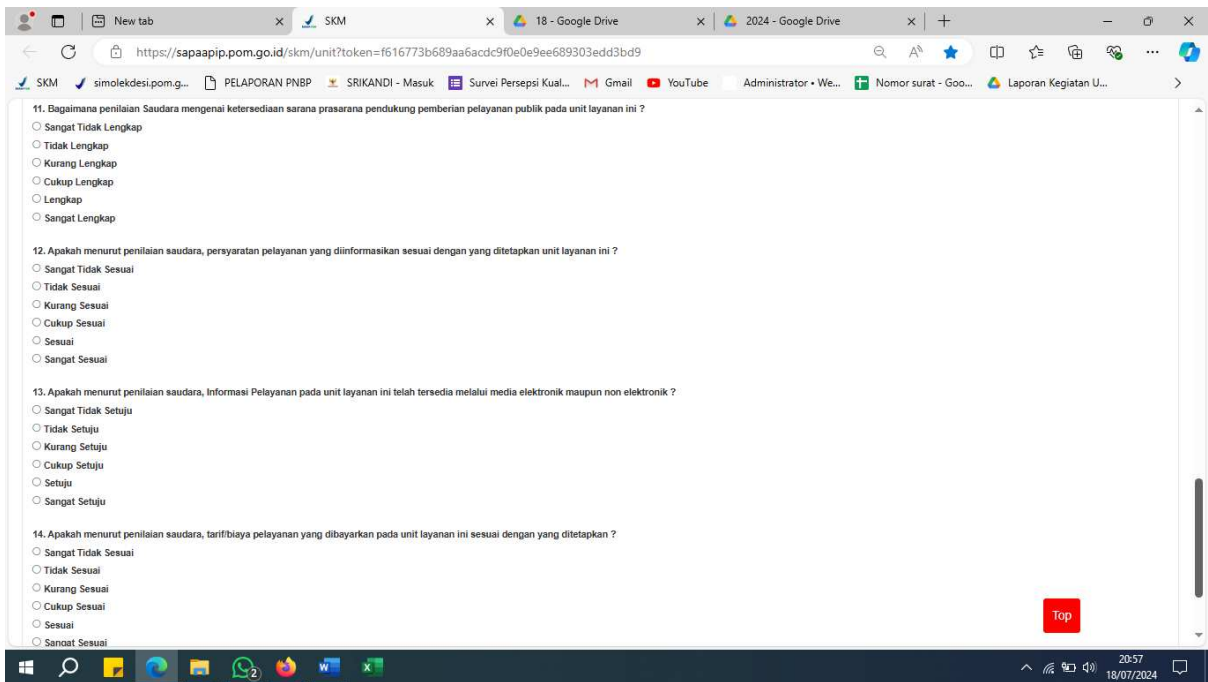 New tab
SKM
18 - Google Drive
2024 - Google Drive
https://sapaapip.pom.go.id/skm/unit?token=f616773b689aa6acdc9f0e0e9ee689303edd3bd9
SKM simolekdesi.pom.g... PELAPORAN PNBP SRIKANDI - Masuk Survei Persepsi Kual... Gmail YouTube Administrator • We... Nomor surat - Goo... Laporan Kegiatan U...
11. Bagaimana penilaian Saudara mengenai ketersediaan sarana prasarana pendukung pemberian pelayanan publik pada unit layanan ini ?
Sangat Tidak Lengkap
Tidak Lengkap
Kurang Lengkap
Cukup Lengkap
Lengkap
Sangat Lengkap
12. Apakah menurut penilaian saudara, persyaratan pelayanan yang diinformasikan sesuai dengan yang ditetapkan unit layanan ini ?
Sangat Tidak Sesuai
Tidak Sesuai
Kurang Sesuai
Cukup Sesuai
Sesuai
Sangat Sesuai
13. Apakah menurut penilaian saudara, Informasi Pelayanan pada unit layanan ini telah tersedia melalui media elektronik maupun non elektronik ?
Sangat Tidak Setuju
Tidak Setuju
Kurang Setuju
Cukup Setuju
Setuju
Sangat Setuju
14. Apakah menurut penilaian saudara, tarif/biaya pelayanan yang dibayarkan pada unit layanan ini sesuai dengan yang ditetapkan ?
Sangat Tidak Sesuai
Tidak Sesuai
Kurang Sesuai
Cukup Sesuai
Sesuai
Sangat Sesuai
Top
2
20:57
18/07/2024